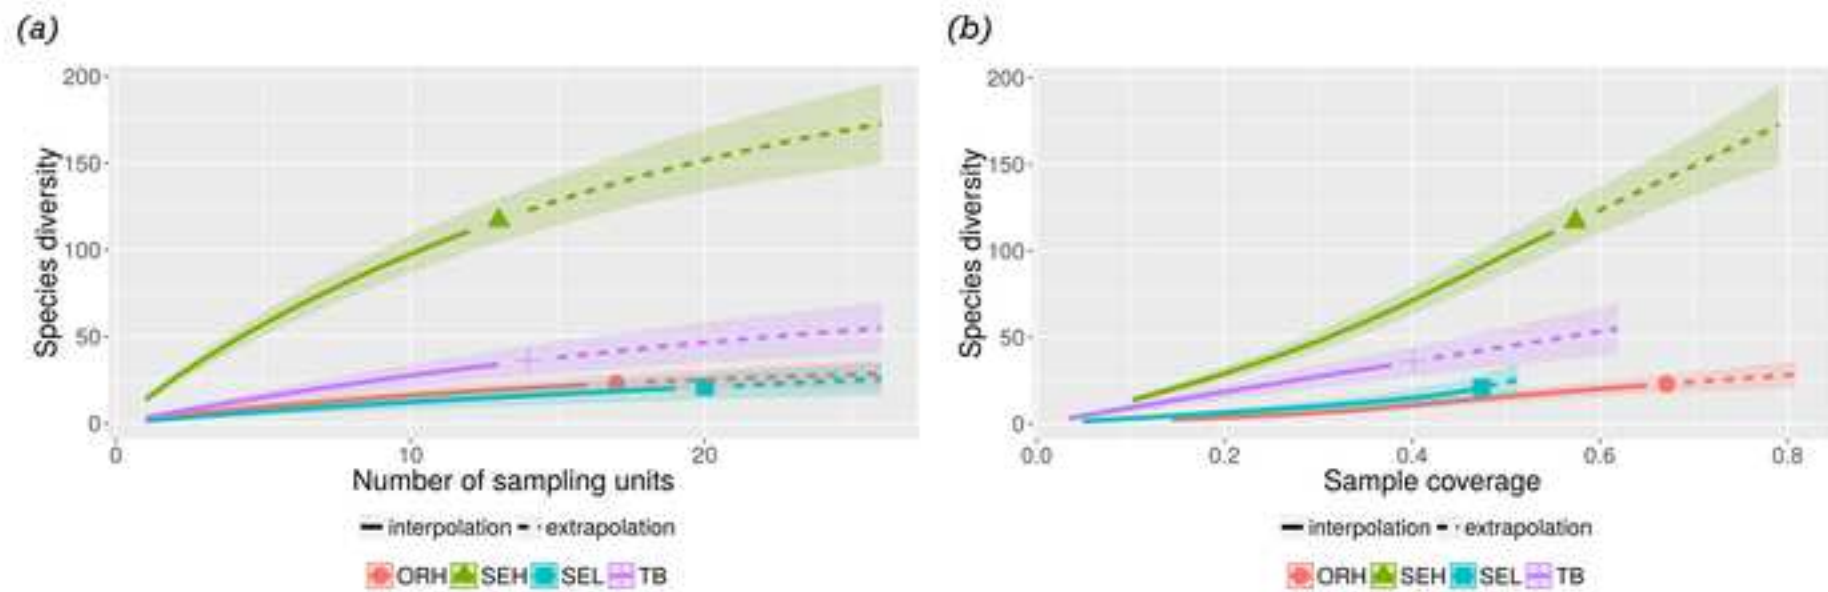 (a)
(b)
Species diversity
200
150
100
50
0
0
10
20
Number of sampling units
interpolation extrapolation
ORH SEH SEL TB
Species diversity
200
150
100
50
0
0.0
0.2
0.4
0.6
0.8
Sample coverage
interpolation extrapolation
ORH SEH SEL TB